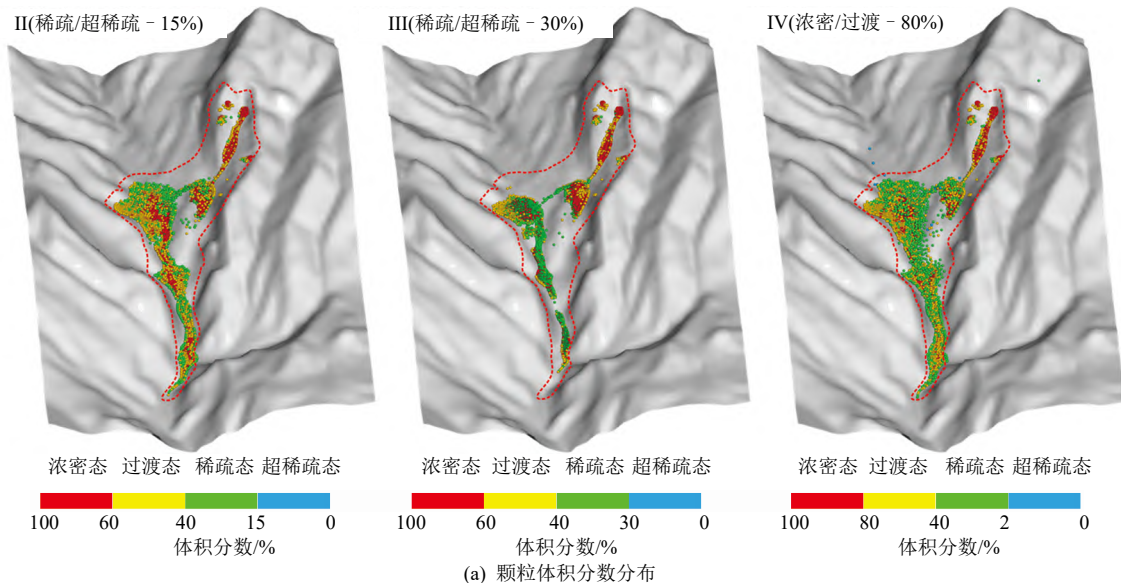 II(稀疏/超稀疏–15%)
III(稀疏/超稀疏–30%)
IV(浓密/过渡–80%)
浓密态 过渡态 稀疏态 超稀疏态
浓密态 过渡态 稀疏态 超稀疏态
浓密态 过渡态 稀疏态 超稀疏态
100 60 40 15 0
100 60 40 30 0
100 80 40 2 0
体积分数/%
体积分数/%
体积分数/%
(a) 颗粒体积分数分布